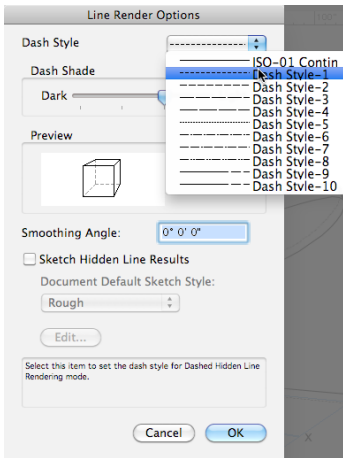 Line Render Options
Dash Style
ISO-01 Contin
Dash Style-1
Dash Style-2
Dash Style-3
Dash Style-4
Dash Style-5
Dash Style-6
Dash Style-7
Dash Style-8
Dash Style-9
Dash Style-10
Dash Shade
Dark
Preview
Smoothing Angle: 0° 0' 0"
Sketch Hidden Line Results
Document Default Sketch Style:
Rough
Edit...
Select this item to set the dash style for Dashed Hidden Line
Rendering mode.
Cancel OK
X